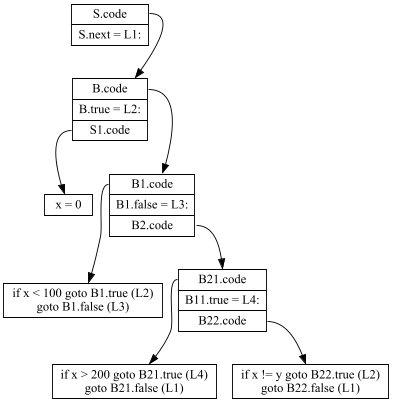 S.code
S.next = L1:
B.code
B.true = L2:
S1.code
x = 0
B1.code
B1.false = L3:
B2.code
if x < 100 goto B1.true (L2)
goto B1.false (L3)
B21.code
B11.true = L4:
B22.code
if x > 200 goto B21.true (L4)
goto B21.false (L1)
if x != y goto B22.true (L2)
goto B22.false (L1)